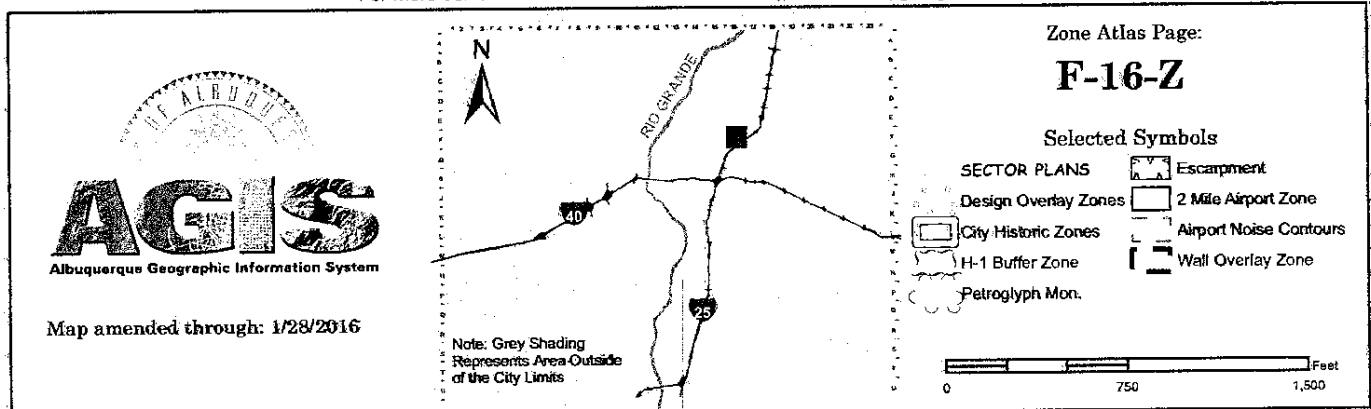 OF ALBUQUE
AGIS
Albuquerque Geographic Information System
Map amended through: 1/28/2016
N
RIO GRANDE
40
25
Note: Grey Shading
Represents Area Outside
of the City Limits
Zone Atlas Page:
F-16-Z
Selected Symbols
SECTOR PLANS
Design Overlay Zones
City Historic Zones
H-1 Buffer Zone
Petroglyph Mon.
Escarpment
2 Mile Airport Zone
Airport Noise Contours
Wall Overlay Zone
Feet
0 750 1,500